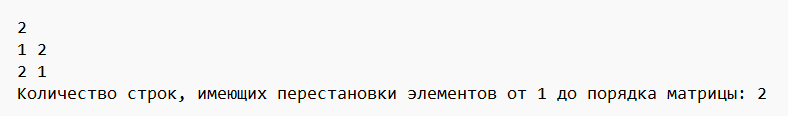 2
1 2
2 1
Количество строк, имеющих перестановки элементов от 1 до порядка матрицы: 2